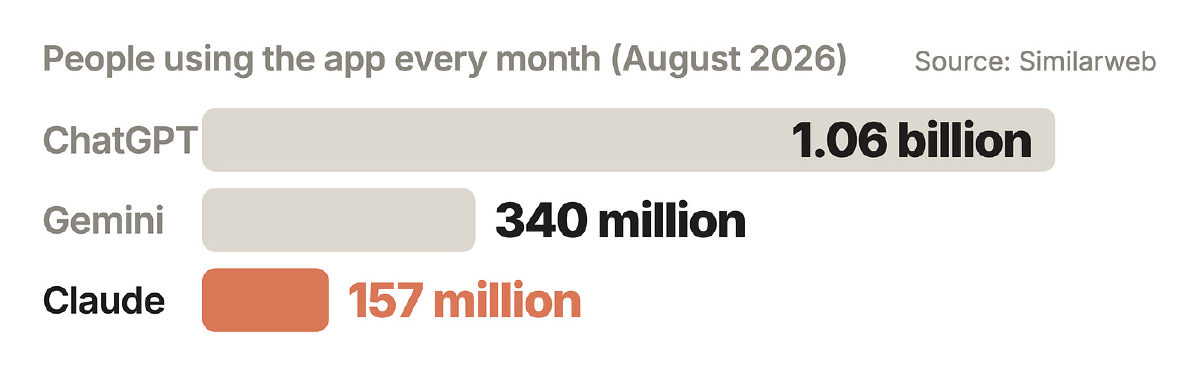 People using the app every month (August 2026) Source: Similarweb
ChatGPT 1.06 billion
Gemini 340 million
Claude 157 million